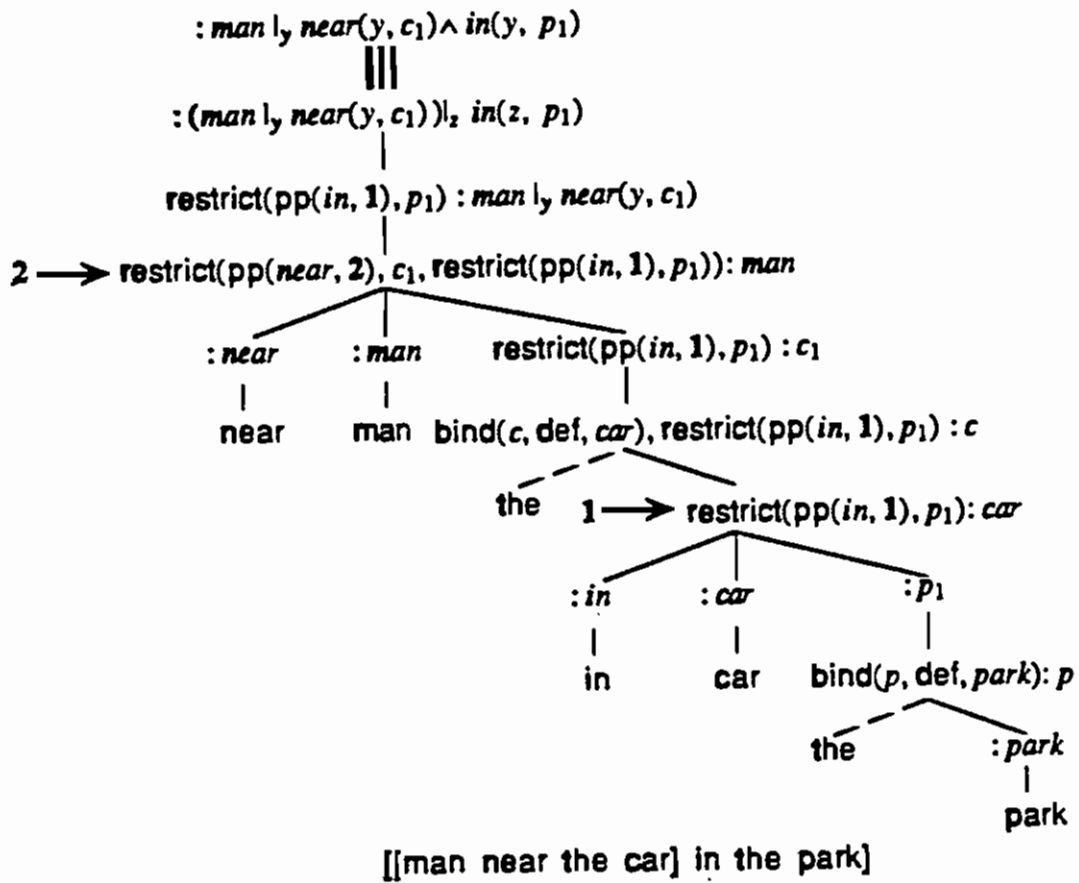 : man |y near(y, c1) ∧ in(y, p1)
|||
: (man |y near(y, c1))|z in(z, p1)
restrict(pp(in, 1), p1) : man |y near(y, c1)
2 → restrict(pp(near, 2), c1, restrict(pp(in, 1), p1)): man
: near : man restrict(pp(in, 1), p1) : c1
near man bind(c, def, car), restrict(pp(in, 1), p1) : c
the 1 → restrict(pp(in, 1), p1): car
: in : car : p1
in car bind(p, def, park): p
the : park
park
[[man near the car] in the park]